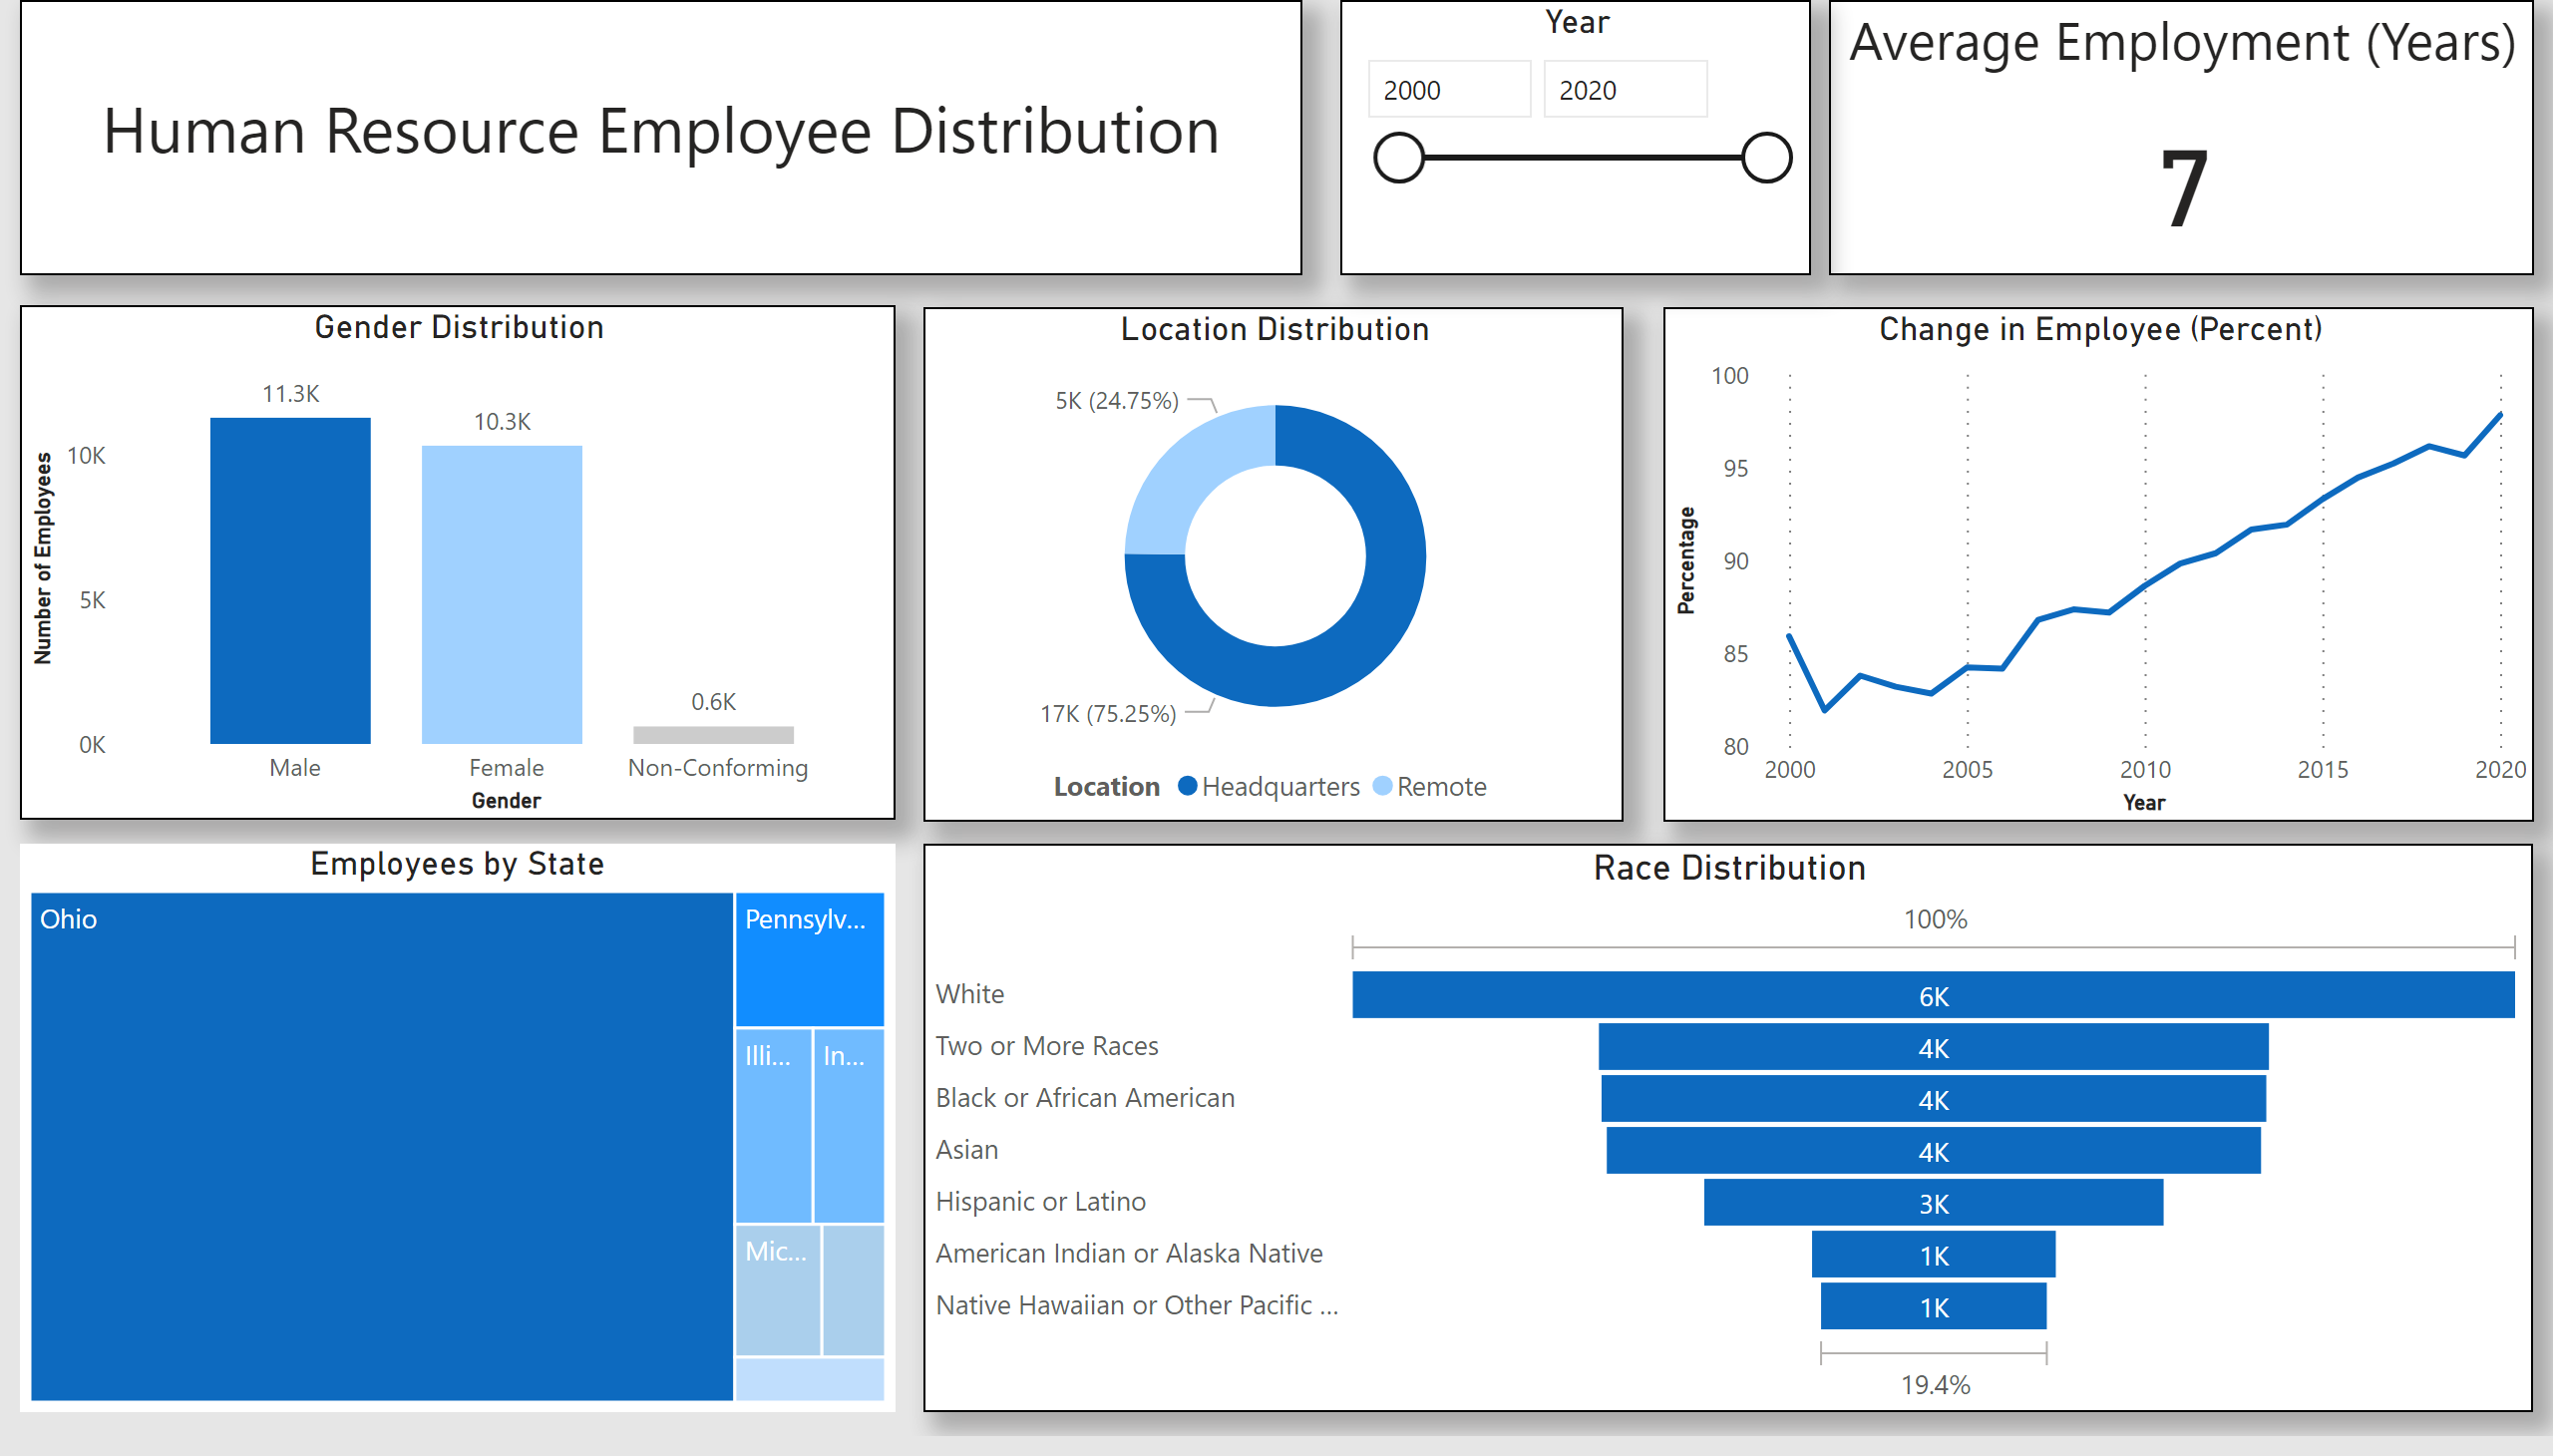 Human Resource Employee Distribution
Year
2000
2020
Average Employment (Years)
7
Gender Distribution
Number of Employees
10K
5K
0K
11.3K
10.3K
0.6K
Male
Female
Non-Conforming
Gender
Location Distribution
5K (24.75%)
17K (75.25%)
Location Headquarters Remote
Change in Employee (Percent)
Percentage
100
95
90
85
80
2000
2005
2010
2015
2020
Year
Employees by State
Ohio
Pennsylv...
Illi...
In...
Mic...
Race Distribution
100%
White
6K
Two or More Races
4K
Black or African American
4K
Asian
4K
Hispanic or Latino
3K
American Indian or Alaska Native
1K
Native Hawaiian or Other Pacific ...
1K
19.4%